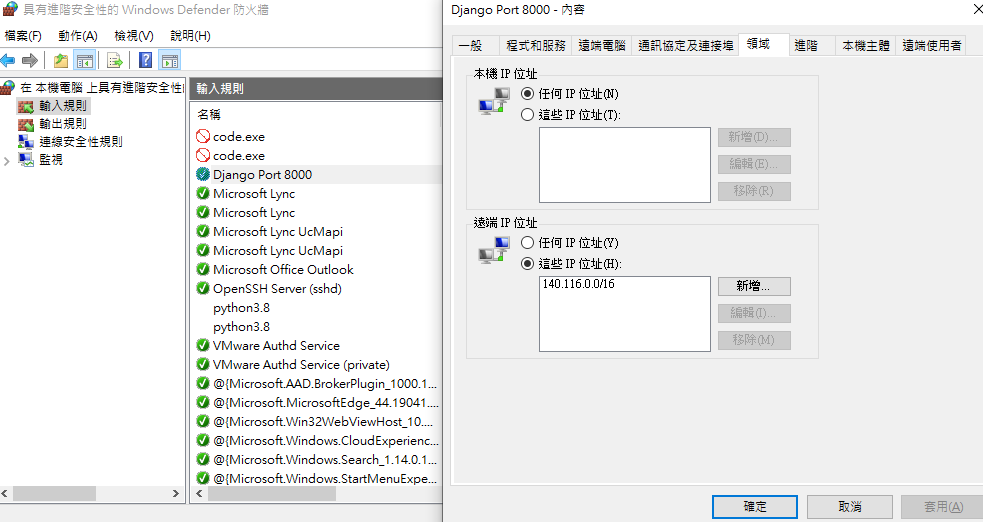 具有進階安全性的 Windows Defender 防火牆
檔案(F) 動作(A) 檢視(V) 說明(H)
在 本機電腦 上具有進階安全性
輸入規則
輸出規則
連線安全性規則
監視
輸入規則
名稱
code.exe
code.exe
Django Port 8000
Microsoft Lync
Microsoft Lync
Microsoft Lync UcMapi
Microsoft Lync UcMapi
Microsoft Office Outlook
OpenSSH Server (sshd)
python3.8
python3.8
VMware Authd Service
VMware Authd Service (private)
@{Microsoft.AAD.BrokerPlugin_1000.1...
@{Microsoft.MicrosoftEdge_44.19041....
@{Microsoft.Win32WebViewHost_10....
@{Microsoft.Windows.CloudExperienc...
@{Microsoft.Windows.Search_1.14.0.1...
@{Microsoft.Windows.StartMenuExpe...
Django Port 8000 - 內容
一般 程式和服務 遠端電腦 通訊協定及連接埠 領域 進階 本機主體 遠端使用者
本機 IP 位址
任何 IP 位址(N)
這些 IP 位址(T):
新增(D)...
編輯(E)...
移除(R)
遠端 IP 位址
任何 IP 位址(Y)
這些 IP 位址(H):
140.116.0.0/16
新增...
編輯(I)...
移除(M)
確定 取消 套用(A)